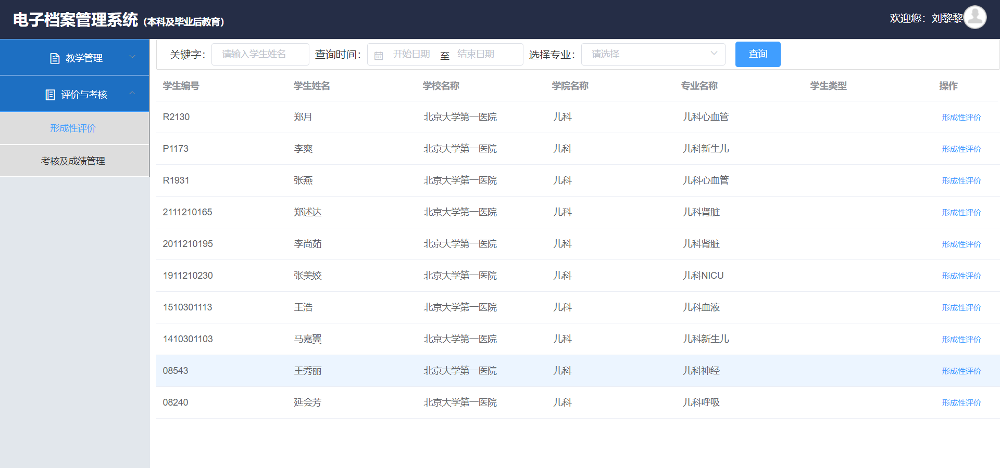 电子档案管理系统 (本科及毕业后教育)
欢迎您: 刘黎黎
教学管理
评价与考核
形成性评价
考核及成绩管理
关键字: 请输入学生姓名 查询时间: 开始日期 至 结束日期 选择专业: 请选择 查询
学生编号 学生姓名 学校名称 学院名称 专业名称 学生类型 操作
R2130 郑月 北京大学第一医院 儿科 儿科心血管 形成性评价
P1173 李爽 北京大学第一医院 儿科 儿科新生儿 形成性评价
R1931 张燕 北京大学第一医院 儿科 儿科心血管 形成性评价
2111210165 郑述达 北京大学第一医院 儿科 儿科肾脏 形成性评价
2011210195 李尚茹 北京大学第一医院 儿科 儿科肾脏 形成性评价
1911210230 张美姣 北京大学第一医院 儿科 儿科NICU 形成性评价
1510301113 王浩 北京大学第一医院 儿科 儿科血液 形成性评价
1410301103 马嘉翼 北京大学第一医院 儿科 儿科新生儿 形成性评价
08543 王秀丽 北京大学第一医院 儿科 儿科神经 形成性评价
08240 延会芳 北京大学第一医院 儿科 儿科呼吸 形成性评价